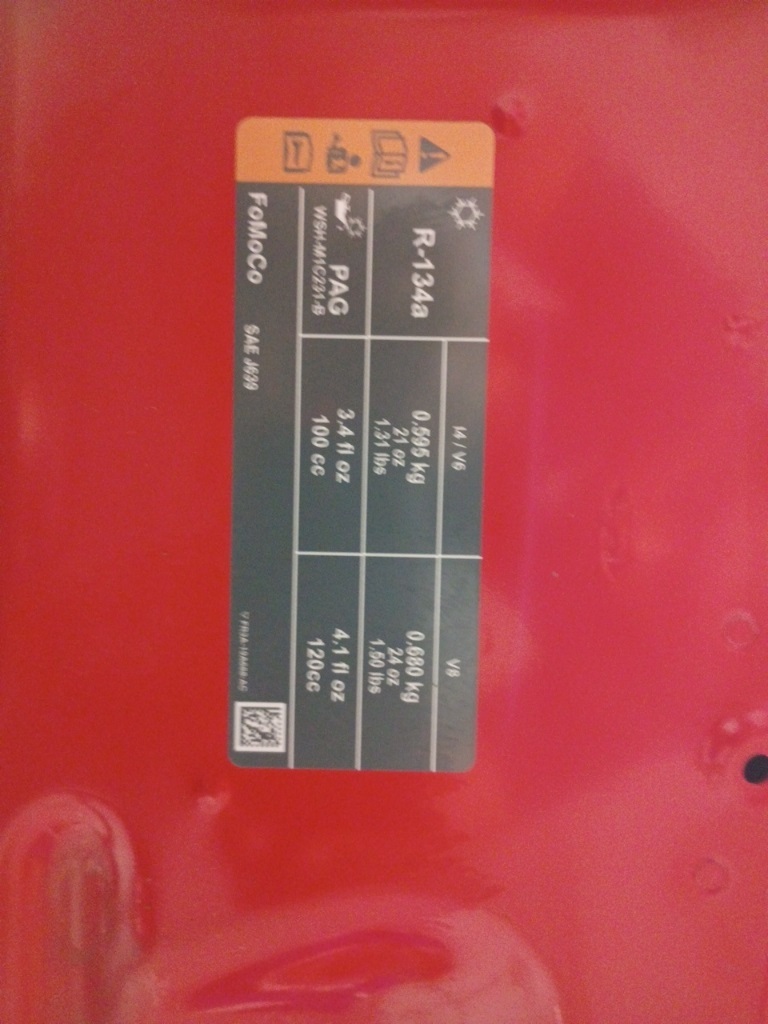 I4 / V6
V8
R-134a
0,595 kg
21 oz
1,31 lbs
0,680 kg
24 oz
1,50 lbs
PAG
WSH-M1C231-B
3,4 fl oz
100 cc
4,1 fl oz
120cc
FoMoCo
SAE J639